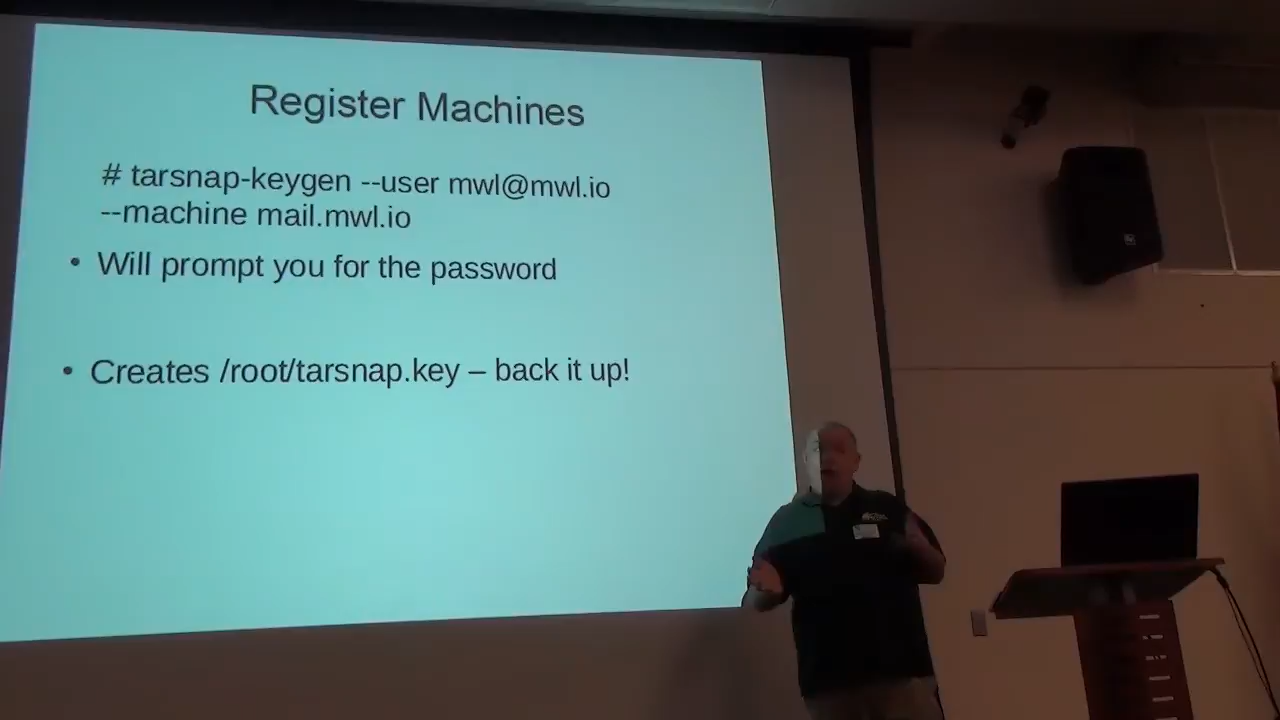 Register Machines
# tarsnap-keygen --user mwl@mwl.io
--machine mail.mwl.io
• Will prompt you for the password
• Creates /root/tarsnap.key – back it up!